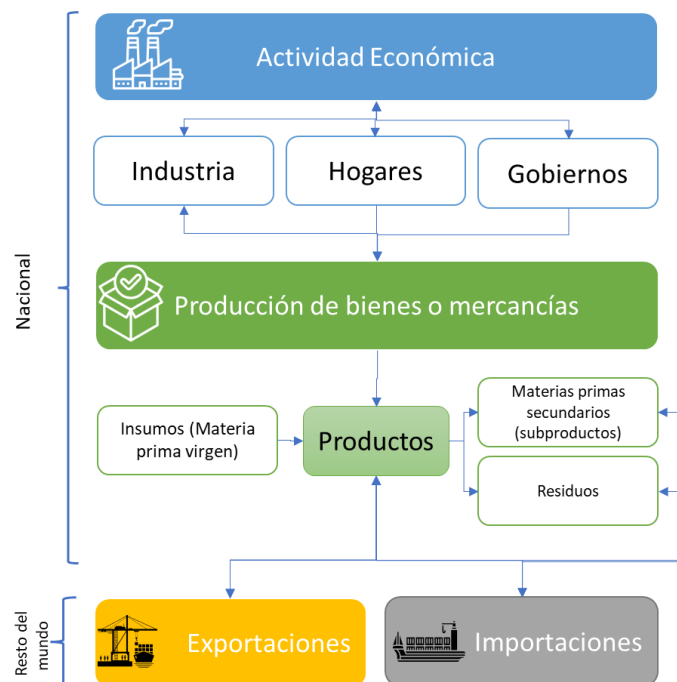 Actividad Económica
Industria
Hogares
Gobiernos
Nacional
Producción de bienes o mercancías
Insumos (Materia
prima virgen)
Productos
Materias primas
secundarios
(subproductos)
Residuos
Resto del
mundo
Exportaciones
Importaciones